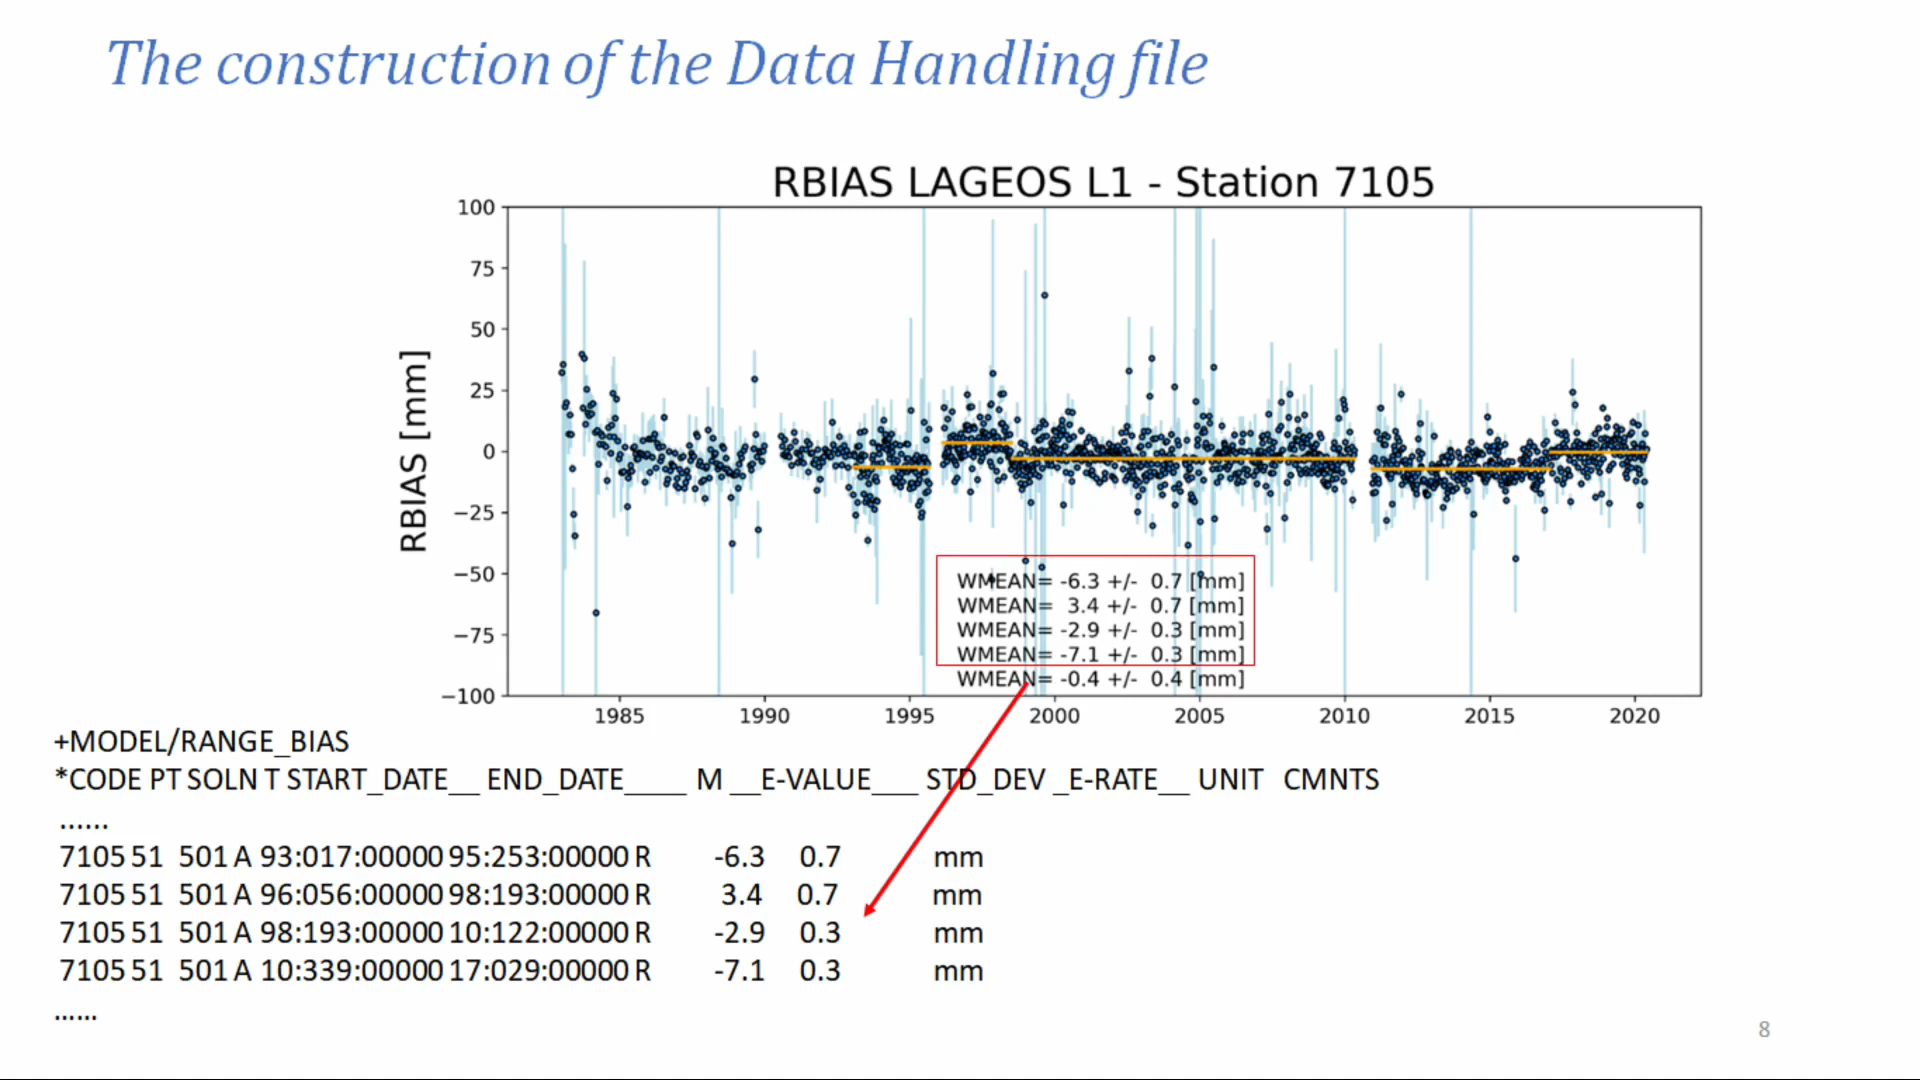 The construction of the Data Handling file
RBIAS LAGEOS L1 - Station 7105
RBIAS [mm]
100
75
50
25
0
−25
−50
−75
−100
WMEAN= -6.3 +/- 0.7 [mm]
WMEAN= 3.4 +/- 0.7 [mm]
WMEAN= -2.9 +/- 0.3 [mm]
WMEAN= -7.1 +/- 0.3 [mm]
WMEAN= -0.4 +/- 0.4 [mm]
1985 1990 1995 2000 2005 2010 2015 2020
+MODEL/RANGE_BIAS
*CODE PT SOLN T START_DATE__ END_DATE____ M __E-VALUE___ STD_DEV _E-RATE__ UNIT CMNTS
......
7105 51 501 A 93:017:00000 95:253:00000 R -6.3 0.7 mm
7105 51 501 A 96:056:00000 98:193:00000 R 3.4 0.7 mm
7105 51 501 A 98:193:00000 10:122:00000 R -2.9 0.3 mm
7105 51 501 A 10:339:00000 17:029:00000 R -7.1 0.3 mm
......
8